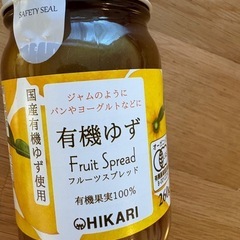 SAFETY SEAL
ジャムのように
パンやヨーグルトなどに
国産有機ゆず使用
有機ゆず
Fruit Spread
フルーツスプレッド
有機果実100%
HIKARI